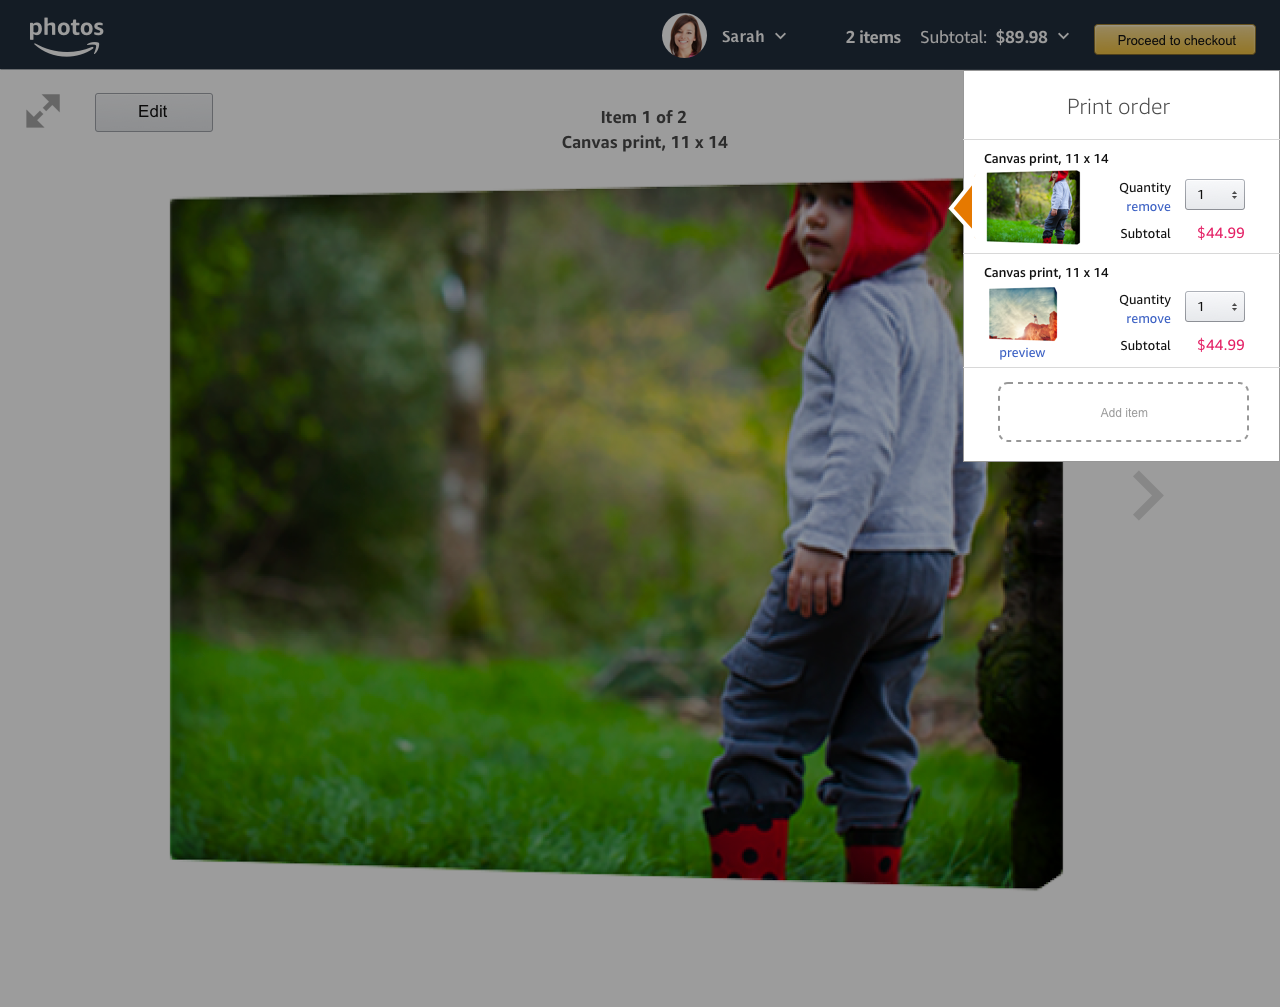 photos
Sarah
2 items
Subtotal: $89.98
Proceed to checkout
Edit
Item 1 of 2
Canvas print, 11 x 14
Print order
Canvas print, 11 x 14
Quantity
1
remove
Subtotal
$44.99
Canvas print, 11 x 14
Quantity
1
remove
Subtotal
$44.99
preview
Add item